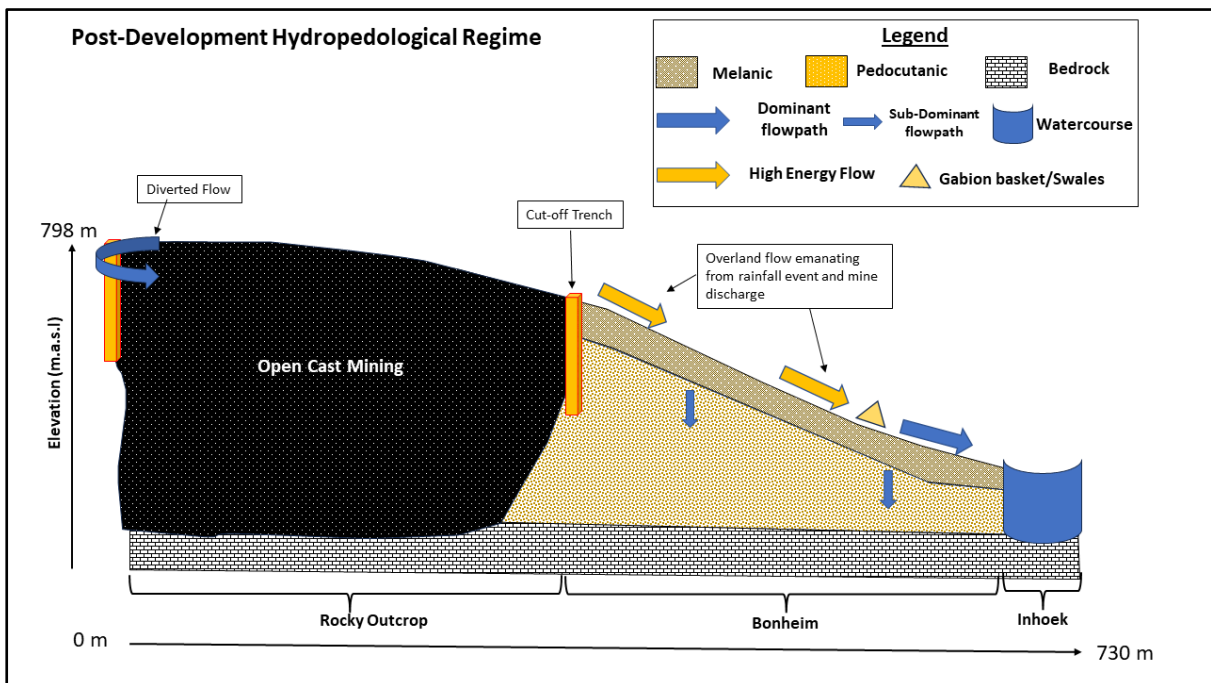 Post-Development Hydropedological Regime
Legend
Melanic
Pedocutanic
Bedrock
Dominant
flowpath
Sub-Dominant
flowpath
Watercourse
High Energy Flow
Gabion basket/Swales
Diverted Flow
798 m
Cut-off Trench
Overland flow emanating
from rainfall event and mine
discharge
Elevation (m.a.s.l)
Open Cast Mining
Rocky Outcrop
Bonheim
Inhoek
0 m
730 m